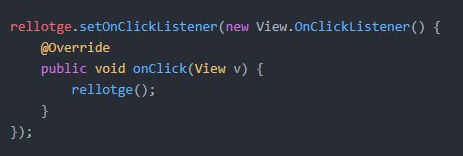 rellotge.setOnClickListener(new View.OnClickListener() {
    @Override
    public void onClick(View v) {
        rellotge();
    }
});